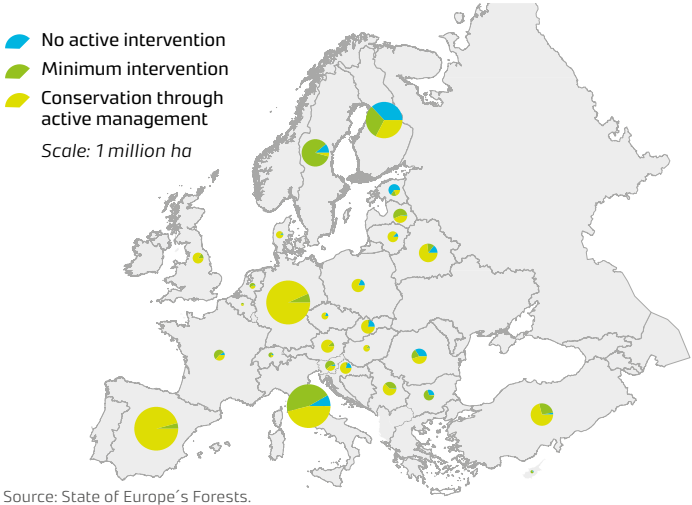 No active intervention
Minimum intervention
Conservation through
active management
Scale: 1 million ha
Source: State of Europe´s Forests.